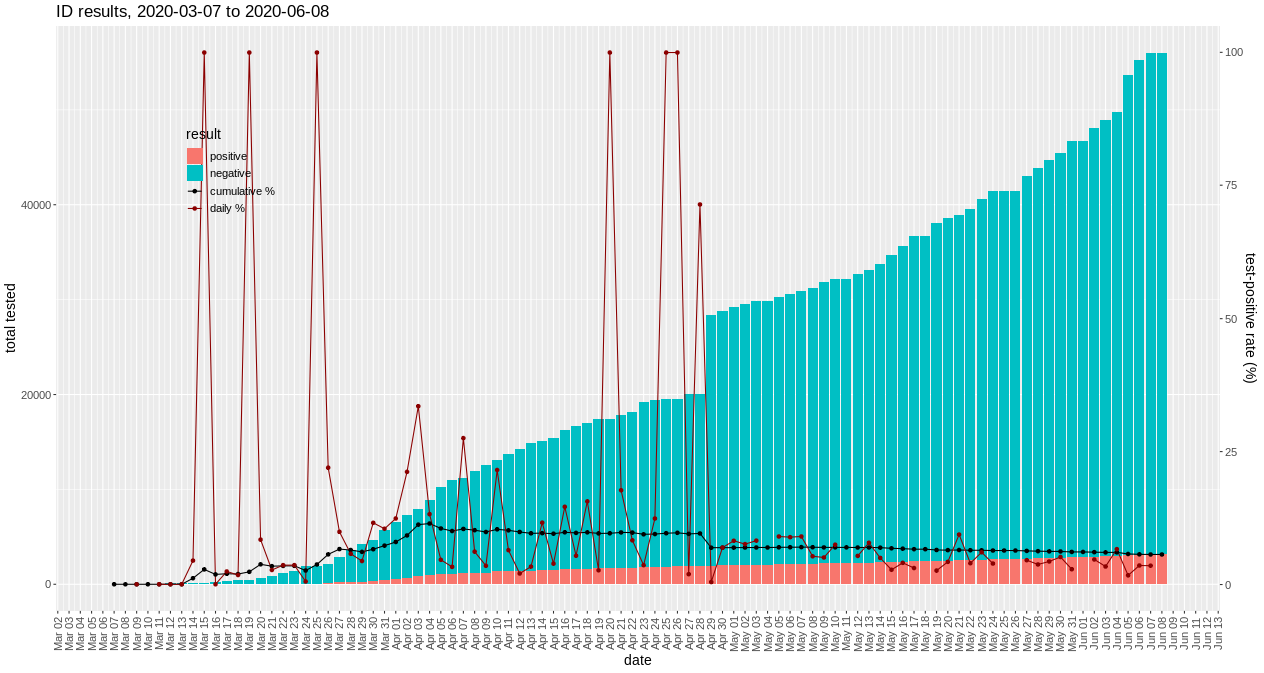 ID results, 2020-03-07 to 2020-06-08
result
positive
negative
cumulative %
daily %
total tested
40000
20000
0
100
75
50
25
0
test-positive rate (%)
Mar 02
Mar 03
Mar 04
Mar 05
Mar 06
Mar 07
Mar 08
Mar 09
Mar 10
Mar 11
Mar 12
Mar 13
Mar 14
Mar 15
Mar 16
Mar 17
Mar 18
Mar 19
Mar 20
Mar 21
Mar 22
Mar 23
Mar 24
Mar 25
Mar 26
Mar 27
Mar 28
Mar 29
Mar 30
Mar 31
Apr 01
Apr 02
Apr 03
Apr 04
Apr 05
Apr 06
Apr 07
Apr 08
Apr 09
Apr 10
Apr 11
Apr 12
Apr 13
Apr 14
Apr 15
Apr 16
Apr 17
Apr 18
Apr 19
Apr 20
Apr 21
Apr 22
Apr 23
Apr 24
Apr 25
Apr 26
Apr 27
Apr 28
Apr 29
Apr 30
May 01
May 02
May 03
May 04
May 05
May 06
May 07
May 08
May 09
May 10
May 11
May 12
May 13
May 14
May 15
May 16
May 17
May 18
May 19
May 20
May 21
May 22
May 23
May 24
May 25
May 26
May 27
May 28
May 29
May 30
May 31
Jun 01
Jun 02
Jun 03
Jun 04
Jun 05
Jun 06
Jun 07
Jun 08
Jun 09
Jun 10
Jun 11
Jun 12
Jun 13
date